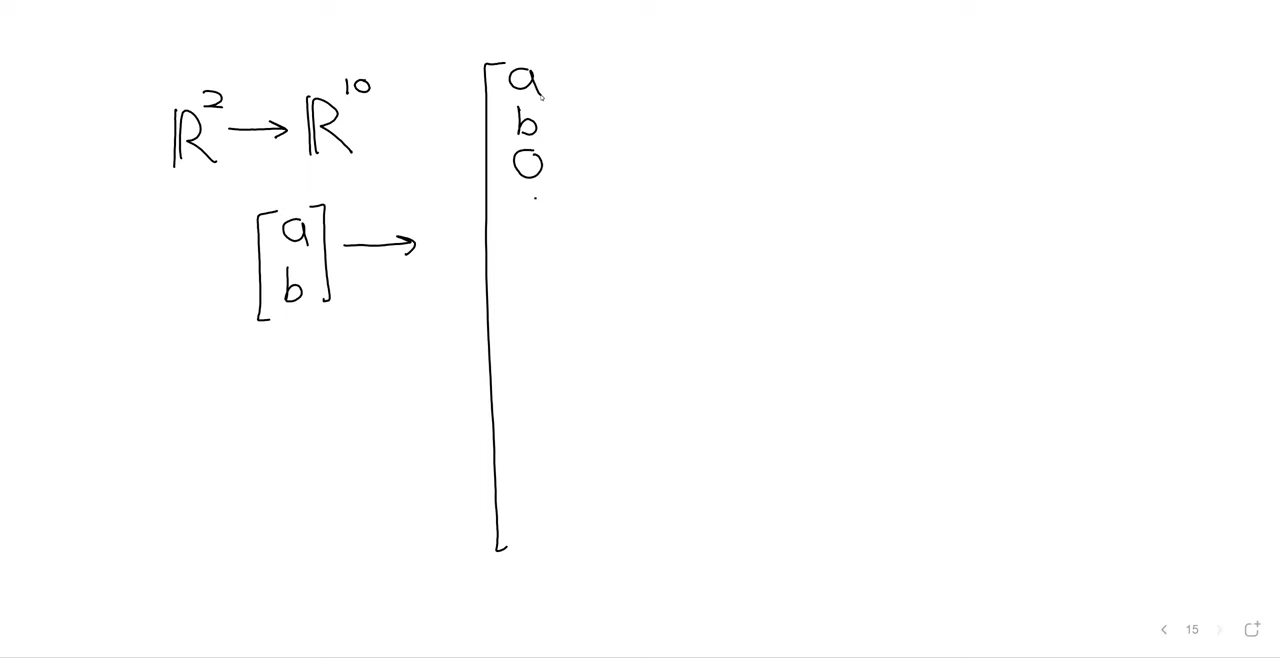 ℝ² → ℝ¹⁰
[a
b] →
[a
b
0
.
15